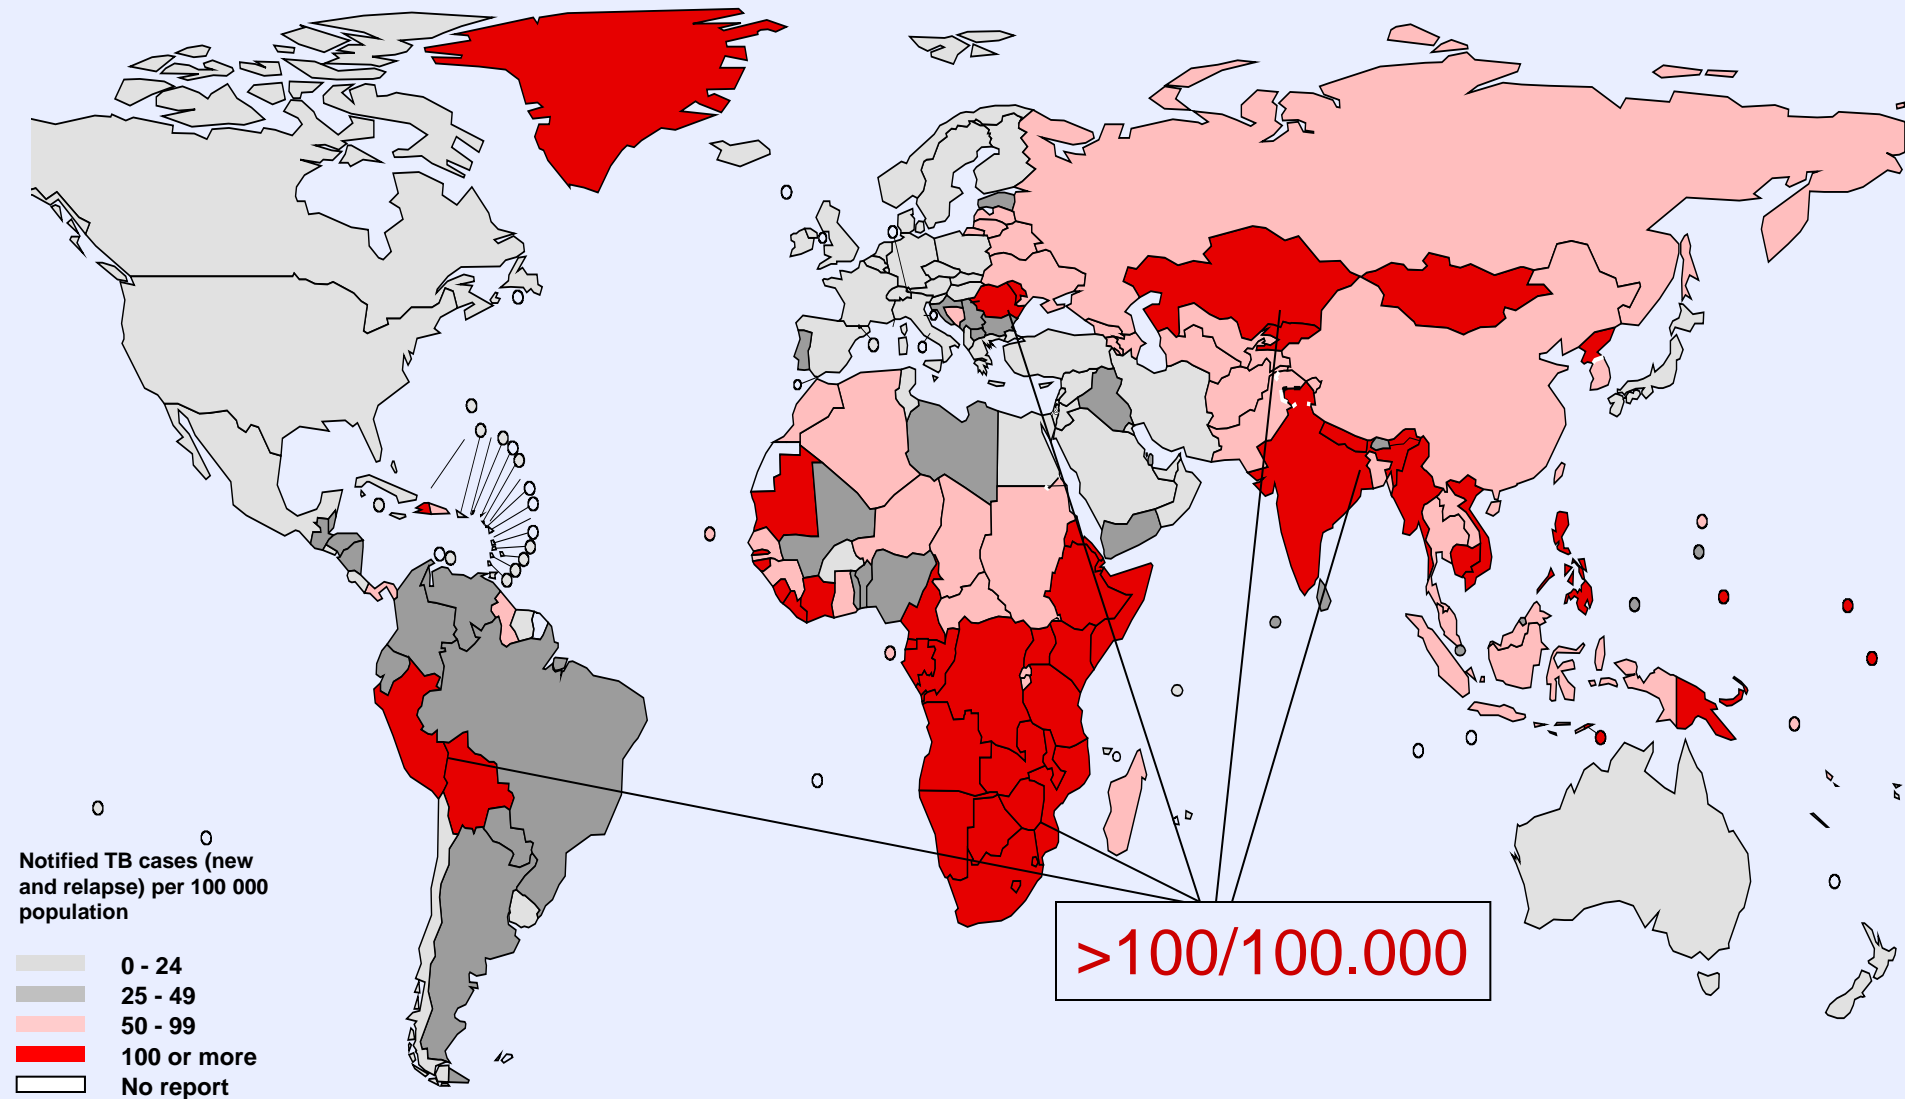 Notified TB cases (new
and relapse) per 100 000
population
0 - 24
25 - 49
50 - 99
100 or more
No report
>100/100.000